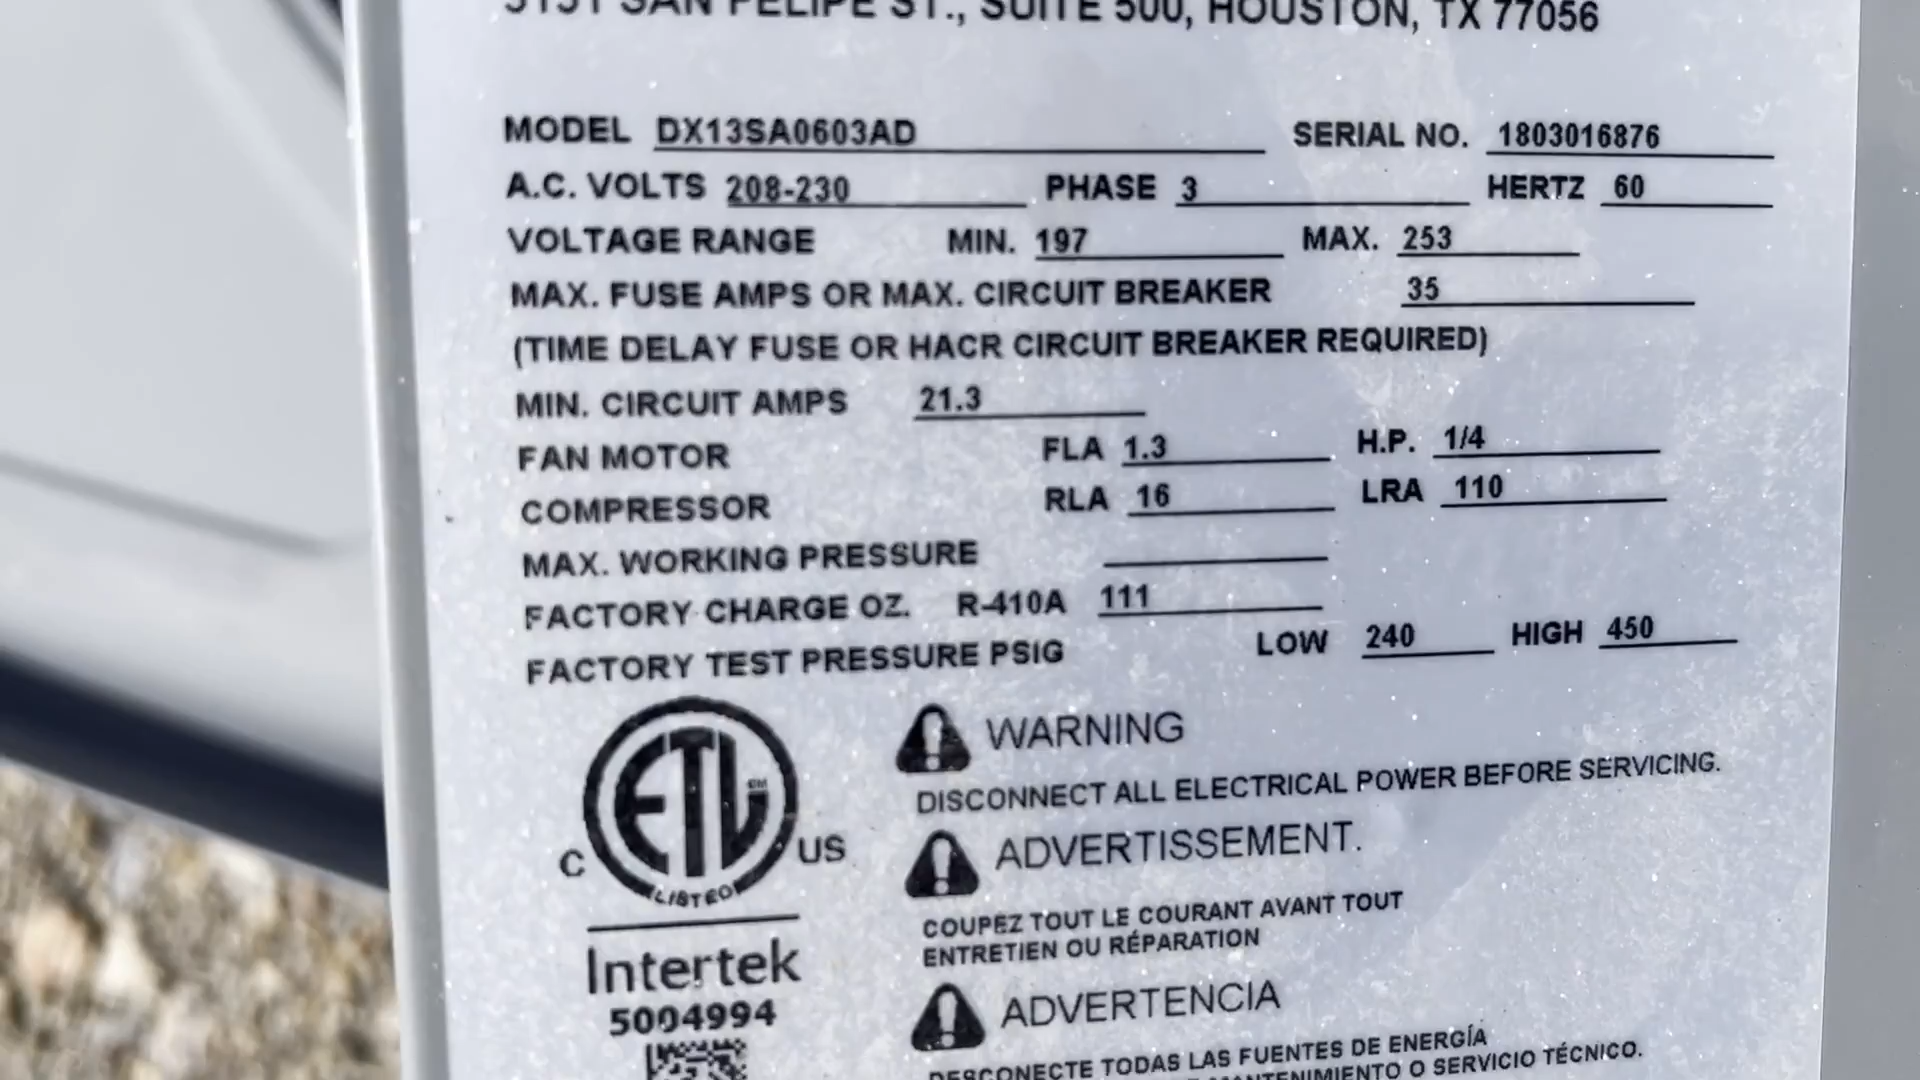 5151 SAN FELIPE ST., SUITE 500, HOUSTON, TX 77056
MODEL DX13SA0603AD SERIAL NO. 1803016876
A.C. VOLTS 208-230 PHASE 3 HERTZ 60
VOLTAGE RANGE MIN. 197 MAX. 253
MAX. FUSE AMPS OR MAX. CIRCUIT BREAKER 35
(TIME DELAY FUSE OR HACR CIRCUIT BREAKER REQUIRED)
MIN. CIRCUIT AMPS 21.3
FAN MOTOR FLA 1.3 H.P. 1/4
COMPRESSOR RLA 16 LRA 110
MAX. WORKING PRESSURE
FACTORY CHARGE OZ. R-410A 111
FACTORY TEST PRESSURE PSIG LOW 240 HIGH 450
ETL SM
LISTED
C US
Intertek
5004994
WARNING
DISCONNECT ALL ELECTRICAL POWER BEFORE SERVICING.
ADVERTISSEMENT.
COUPEZ TOUT LE COURANT AVANT TOUT
ENTRETIEN OU RÉPARATION
ADVERTENCIA
DESCONECTE TODAS LAS FUENTES DE ENERGÍA
MANTENIMIENTO O SERVICIO TÉCNICO.